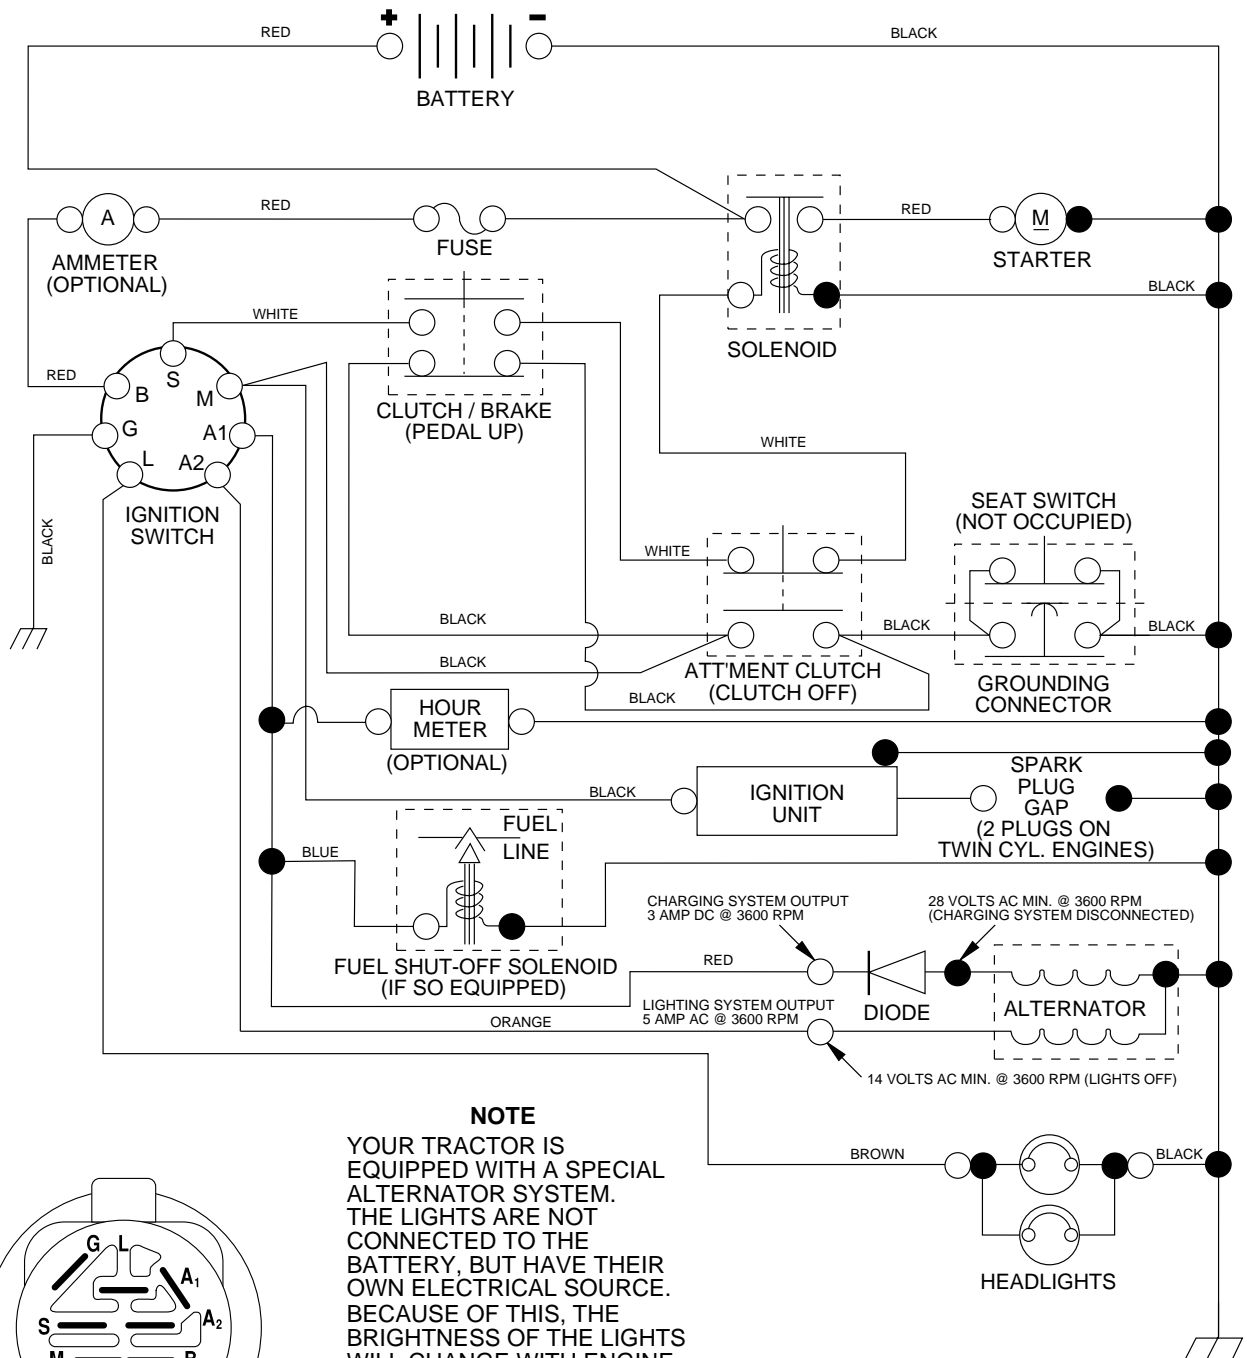 +
-
RED
BLACK
BATTERY
A
RED
FUSE
RED
M
STARTER
AMMETER
(OPTIONAL)
BLACK
WHITE
SOLENOID
RED
S
B
M
CLUTCH / BRAKE
(PEDAL UP)
G
A1
L
A2
WHITE
IGNITION
SWITCH
BLACK
SEAT SWITCH
(NOT OCCUPIED)
WHITE
BLACK
BLACK
BLACK
BLACK
ATT'MENT CLUTCH
(CLUTCH OFF)
BLACK
GROUNDING
CONNECTOR
HOUR
METER
(OPTIONAL)
BLACK
IGNITION
UNIT
SPARK
PLUG
GAP
(2 PLUGS ON
TWIN CYL. ENGINES)
FUEL
LINE
BLUE
FUEL SHUT-OFF SOLENOID
(IF SO EQUIPPED)
CHARGING SYSTEM OUTPUT
3 AMP DC @ 3600 RPM
28 VOLTS AC MIN. @ 3600 RPM
(CHARGING SYSTEM DISCONNECTED)
RED
DIODE
ALTERNATOR
LIGHTING SYSTEM OUTPUT
5 AMP AC @ 3600 RPM
ORANGE
14 VOLTS AC MIN. @ 3600 RPM (LIGHTS OFF)
NOTE
YOUR TRACTOR IS
EQUIPPED WITH A SPECIAL
ALTERNATOR SYSTEM.
THE LIGHTS ARE NOT
CONNECTED TO THE
BATTERY, BUT HAVE THEIR
OWN ELECTRICAL SOURCE.
BECAUSE OF THIS, THE
BRIGHTNESS OF THE LIGHTS
WILL CHANGE WITH ENGINE
BROWN
BLACK
HEADLIGHTS
G
L
A1
A2
S
M
B